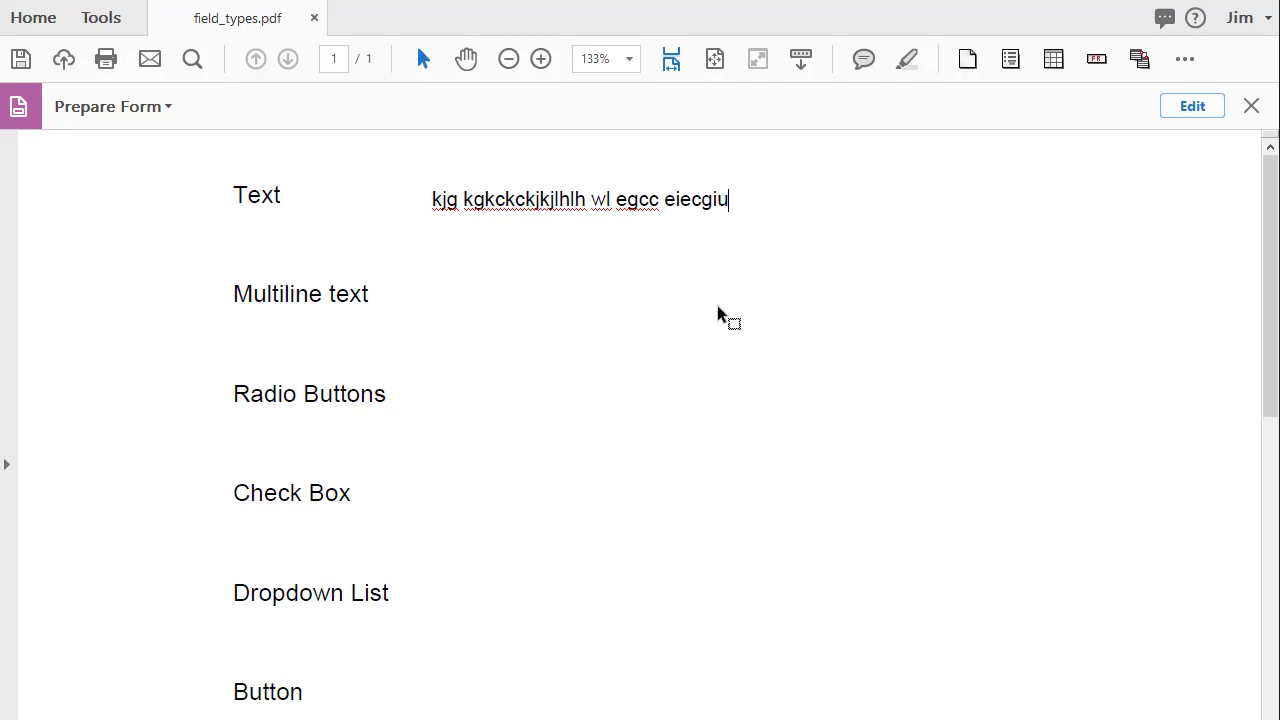 Home Tools field_types.pdf × Jim
1 / 1 133% FR
Prepare Form Edit
Text kjg kgkckckjkjlhlh wl egcc eiecgiu
Multiline text
Radio Buttons
Check Box
Dropdown List
Button